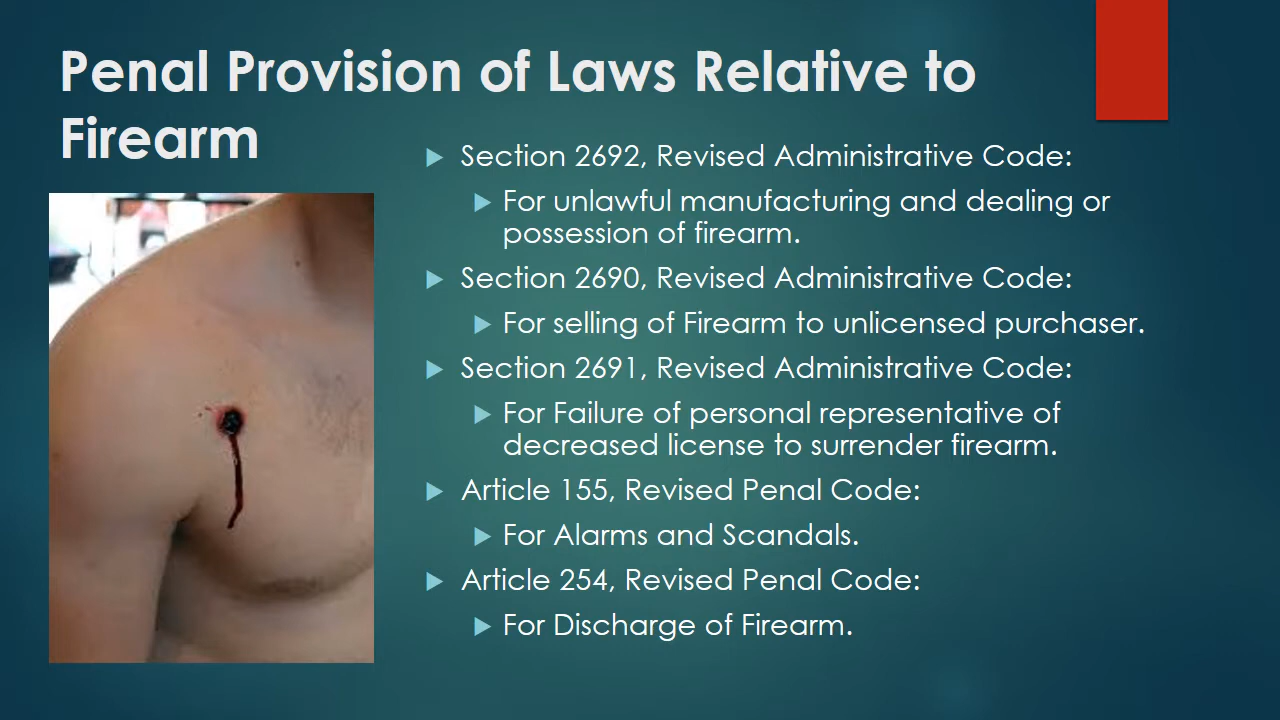 Penal Provision of Laws Relative to
Firearm
Section 2692, Revised Administrative Code:
For unlawful manufacturing and dealing or
possession of firearm.
Section 2690, Revised Administrative Code:
For selling of Firearm to unlicensed purchaser.
Section 2691, Revised Administrative Code:
For Failure of personal representative of
decreased license to surrender firearm.
Article 155, Revised Penal Code:
For Alarms and Scandals.
Article 254, Revised Penal Code:
For Discharge of Firearm.